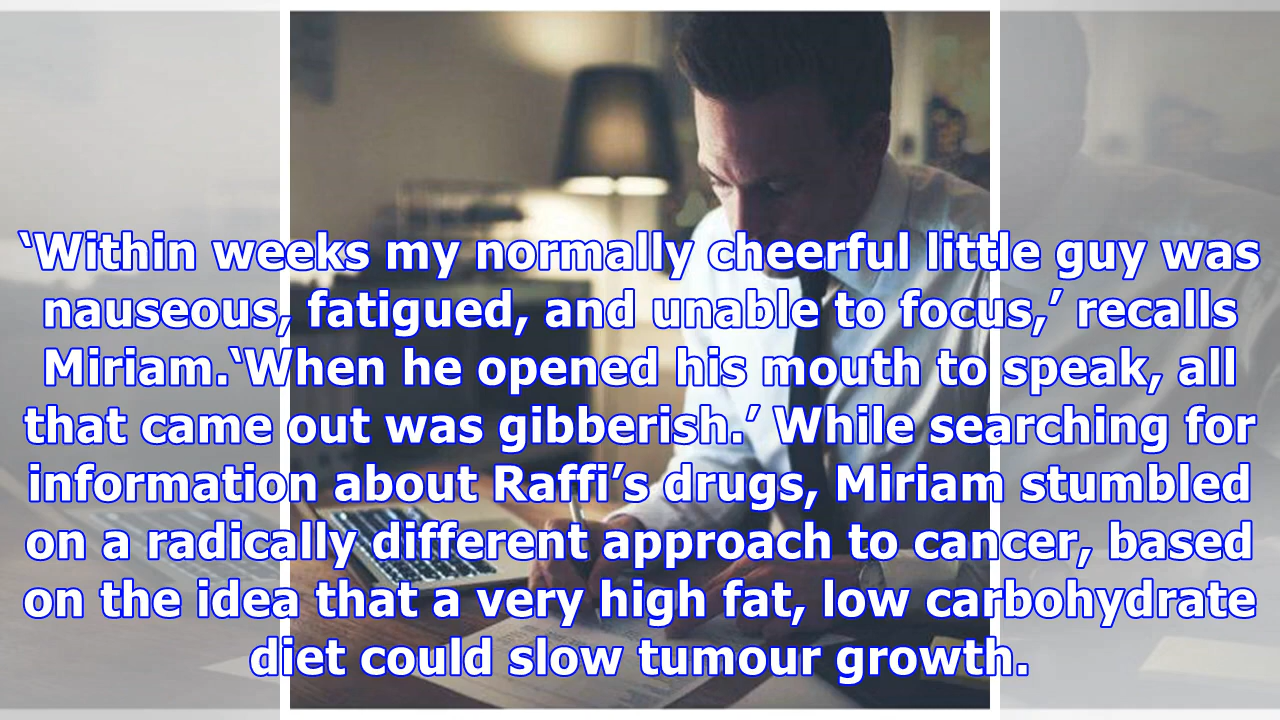 ‘Within weeks my normally cheerful little guy was
nauseous, fatigued, and unable to focus,’ recalls
Miriam.‘When he opened his mouth to speak, all
that came out was gibberish.’ While searching for
information about Raffi’s drugs, Miriam stumbled
on a radically different approach to cancer, based
on the idea that a very high fat, low carbohydrate
diet could slow tumour growth.